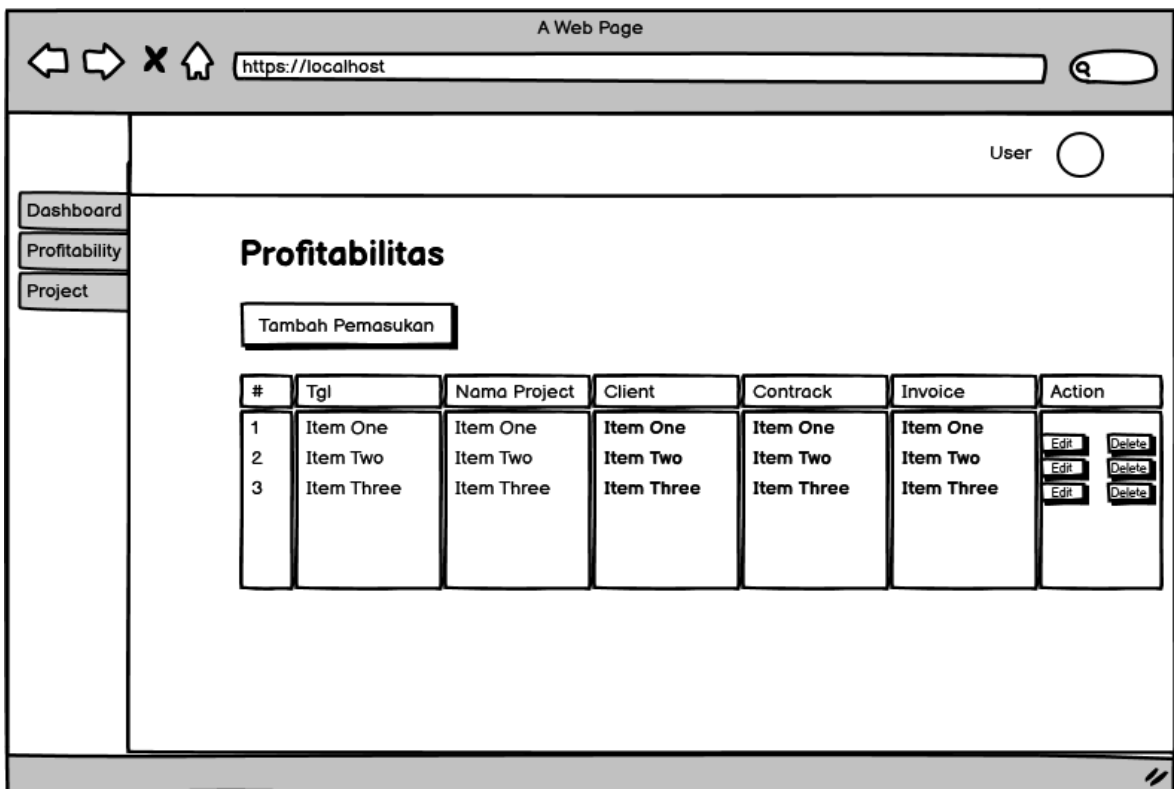 A Web Page
https://localhost
User
Dashboard
Profitability
Project
Profitabilitas
Tambah Pemasukan
# Tgl Nama Project Client Contrack Invoice Action
1 Item One Item One Item One Item One Item One Edit Delete
2 Item Two Item Two Item Two Item Two Item Two Edit Delete
3 Item Three Item Three Item Three Item Three Item Three Edit Delete